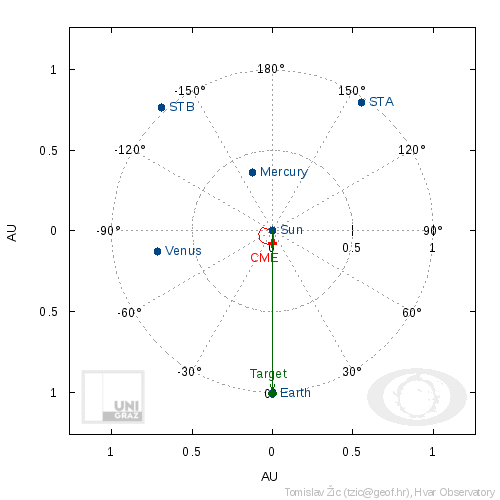 1
180°
-150°
150°
STB
STA
0.5
-120°
120°
Mercury
AU
0
-90°
Sun
90°
0
0.5
1
CME
Venus
0.5
-60°
60°
-30°
Target
30°
UNI
GRAZ
1
0°
Earth
1
0.5
0
0.5
1
AU
Tomislav Žic (tzic@geof.hr), Hvar Observatory